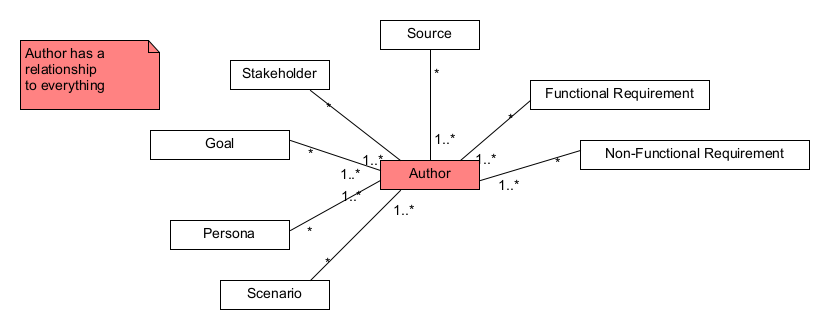 Author has a
relationship
to everything
Source
*
Stakeholder
*
Functional Requirement
*
Goal
*
1..*
Non-Functional Requirement
*
1..*
1..*
1..*
Author
1..*
1..*
1..*
Persona
*
*
Scenario